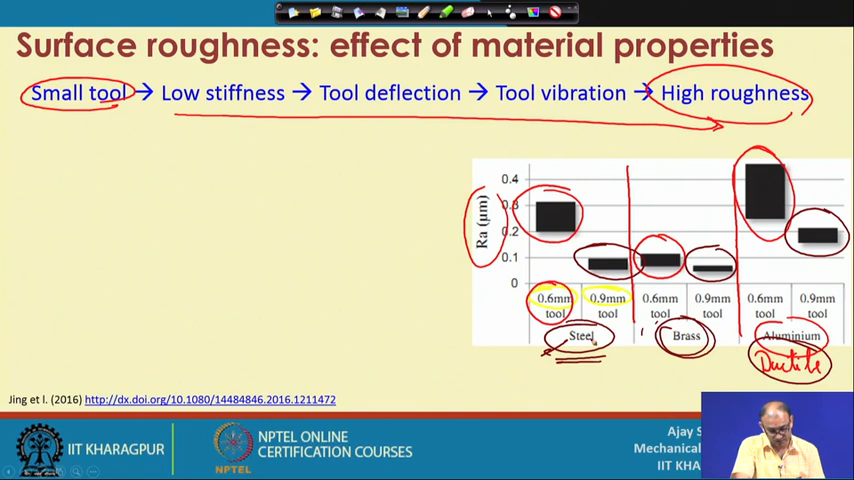 Surface roughness: effect of material properties
Small tool → Low stiffness → Tool deflection → Tool vibration → High roughness
Ra (µm)
0.4
0.3
0.2
0.1
0
0.6mm tool
0.9mm tool
0.6mm tool
0.9mm tool
0.6mm tool
0.9mm tool
Steel
Brass
Aluminium
Ductile
Jing et l. (2016) http://dx.doi.org/10.1080/14484846.2016.1211472
IIT KHARAGPUR
NPTEL
NPTEL ONLINE
CERTIFICATION COURSES
Ajay S
Mechanical
IIT KHA